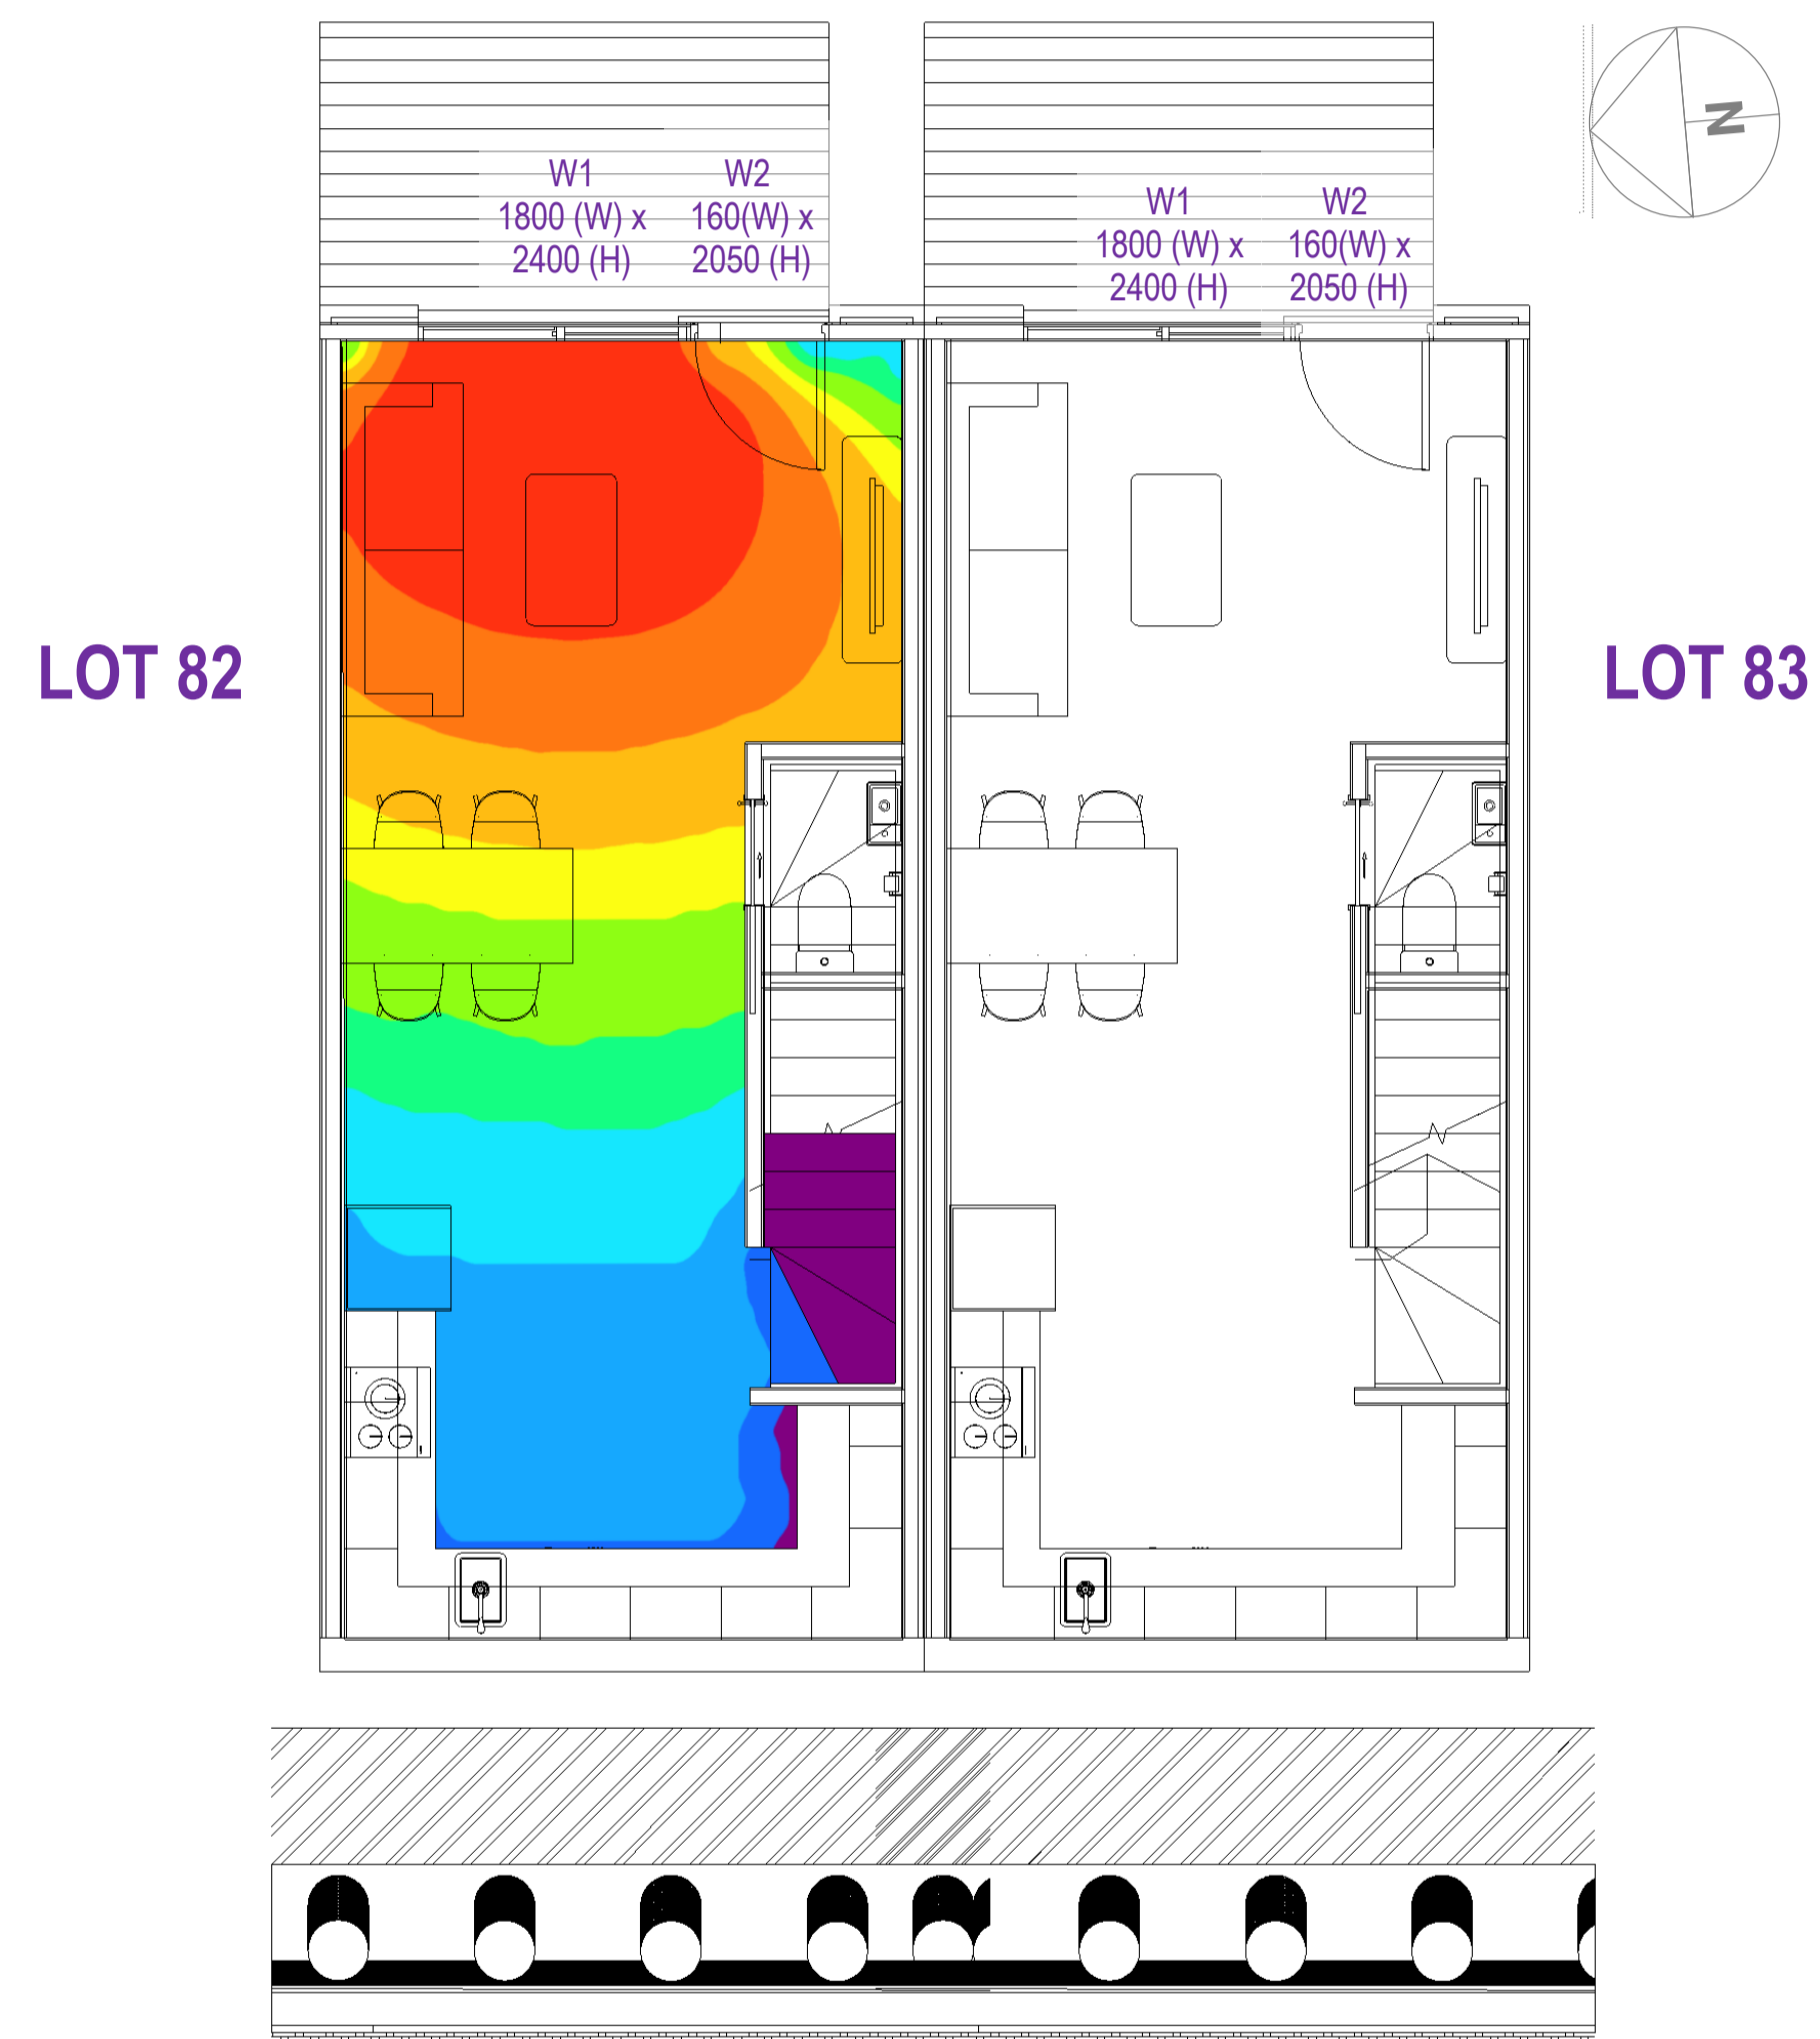 N
W1
1800 (W) x
2400 (H)
W2
160(W) x
2050 (H)
W1
1800 (W) x
2400 (H)
W2
160(W) x
2050 (H)
LOT 82
LOT 83